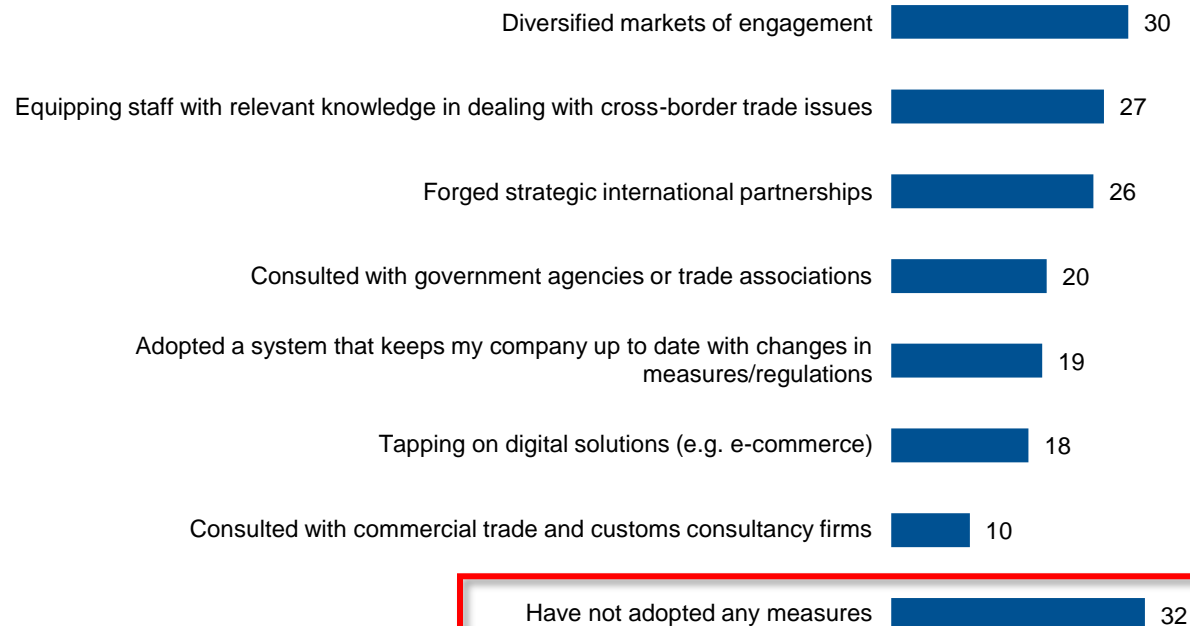 Diversified markets of engagement 30
Equipping staff with relevant knowledge in dealing with cross-border trade issues 27
Forged strategic international partnerships 26
Consulted with government agencies or trade associations 20
Adopted a system that keeps my company up to date with changes in
measures/regulations 19
Tapping on digital solutions (e.g. e-commerce) 18
Consulted with commercial trade and customs consultancy firms 10
Have not adopted any measures 32